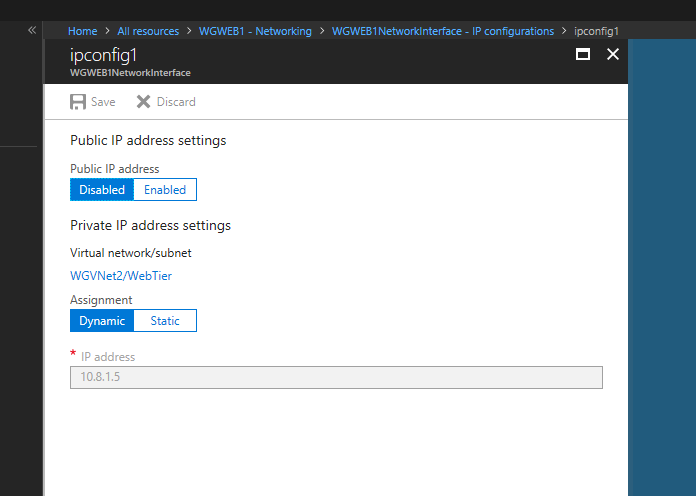 Home > All resources > WGWEB1 - Networking > WGWEB1NetworkInterface - IP configurations > ipconfig1
ipconfig1
WGWEB1NetworkInterface
Save Discard
Public IP address settings
Public IP address
Disabled Enabled
Private IP address settings
Virtual network/subnet
WGVNet2/WebTier
Assignment
Dynamic Static
* IP address
10.8.1.5